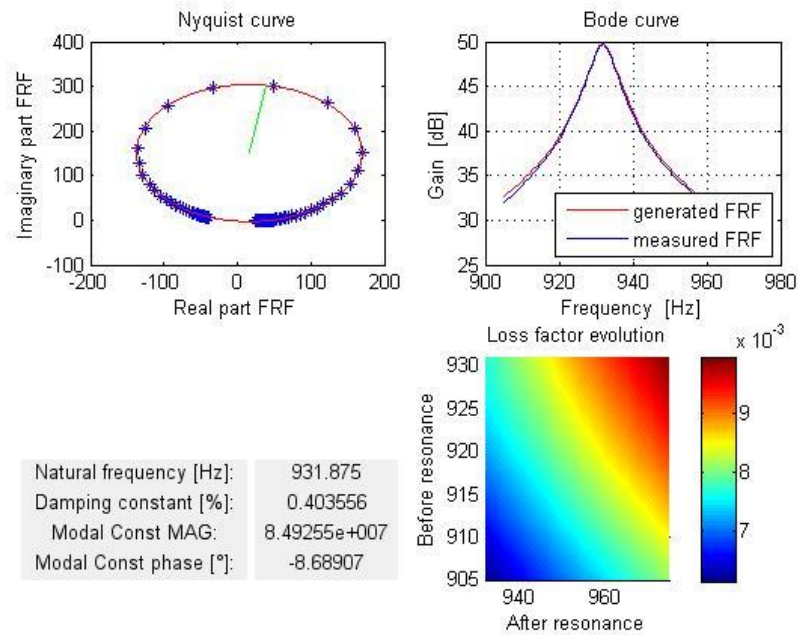 Nyquist curve
400
300
200
100
0
-100
-200
-100
0
100
200
Imaginary part FRF
Real part FRF
Bode curve
50
45
40
35
30
25
900
920
940
960
980
Gain [dB]
Frequency [Hz]
generated FRF
measured FRF
Natural frequency [Hz]: 931.875
Damping constant [%]: 0.403556
Modal Const MAG: 8.49255e+007
Modal Const phase [°]: -8.68907
Loss factor evolution
930
925
920
915
910
905
940
960
Before resonance
After resonance
x 10-3
9
8
7